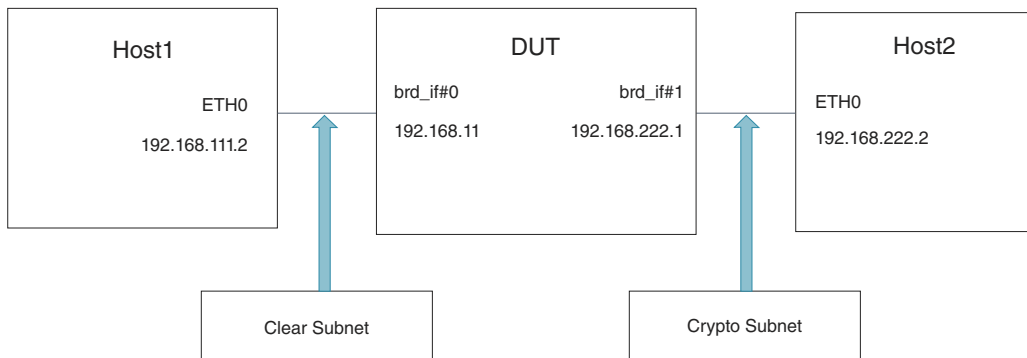 Host1
DUT
Host2
ETH0
192.168.111.2
brd_if#0
brd_if#1
192.168.11
192.168.222.1
ETH0
192.168.222.2
Clear Subnet
Crypto Subnet